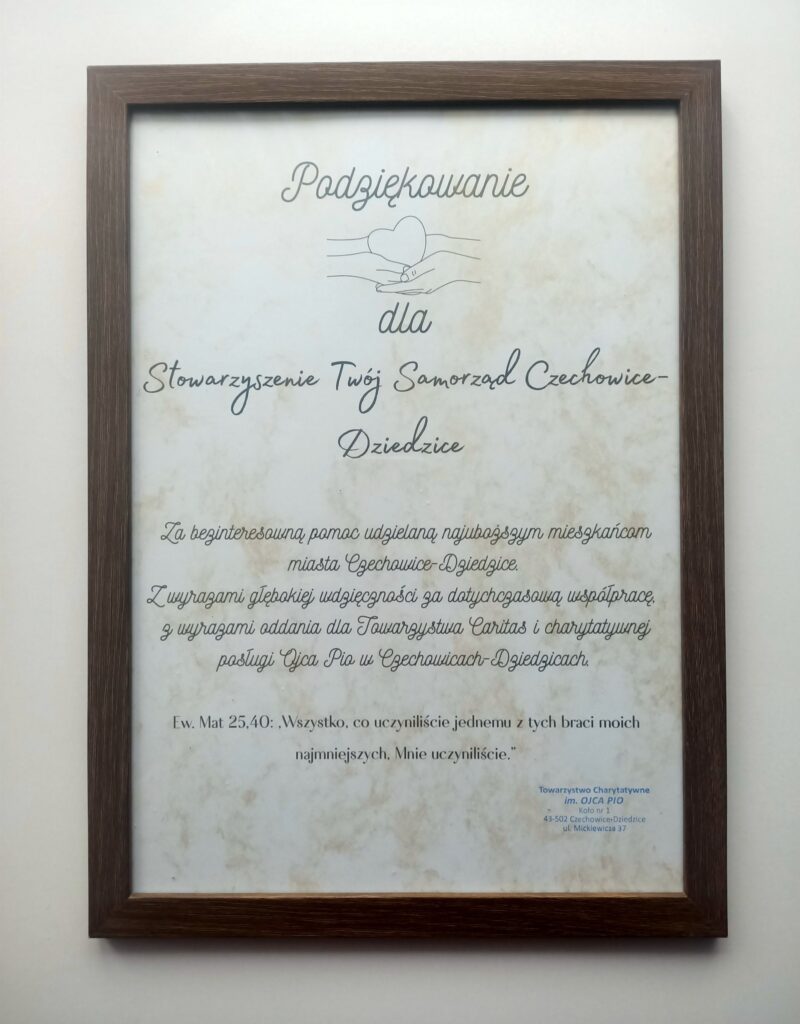 Podziękowanie
dla
Stowarzyszenie Twój Samorząd Czechowice-
Dziedzice
Za bezinteresowną pomoc udzielaną najuboższym mieszkańcom
miasta Czechowice-Dziedzice.
Z wyrazami głębokiej wdzięczności za dotychczasową współpracę,
z wyrazami oddania dla Towarzystwa Caritas i charytatywnej
posługi Ojca Pio w Czechowicach-Dziedzicach.
Ew. Mat 25,40: „Wszystko, co uczyniliście jednemu z tych braci moich
najmniejszych, Mnie uczyniliście."
Towarzystwo Charytatywne
im. OJCA PIO
Koło nr 1
43-502 Czechowice-Dziedzice
ul. Mickiewicza 37